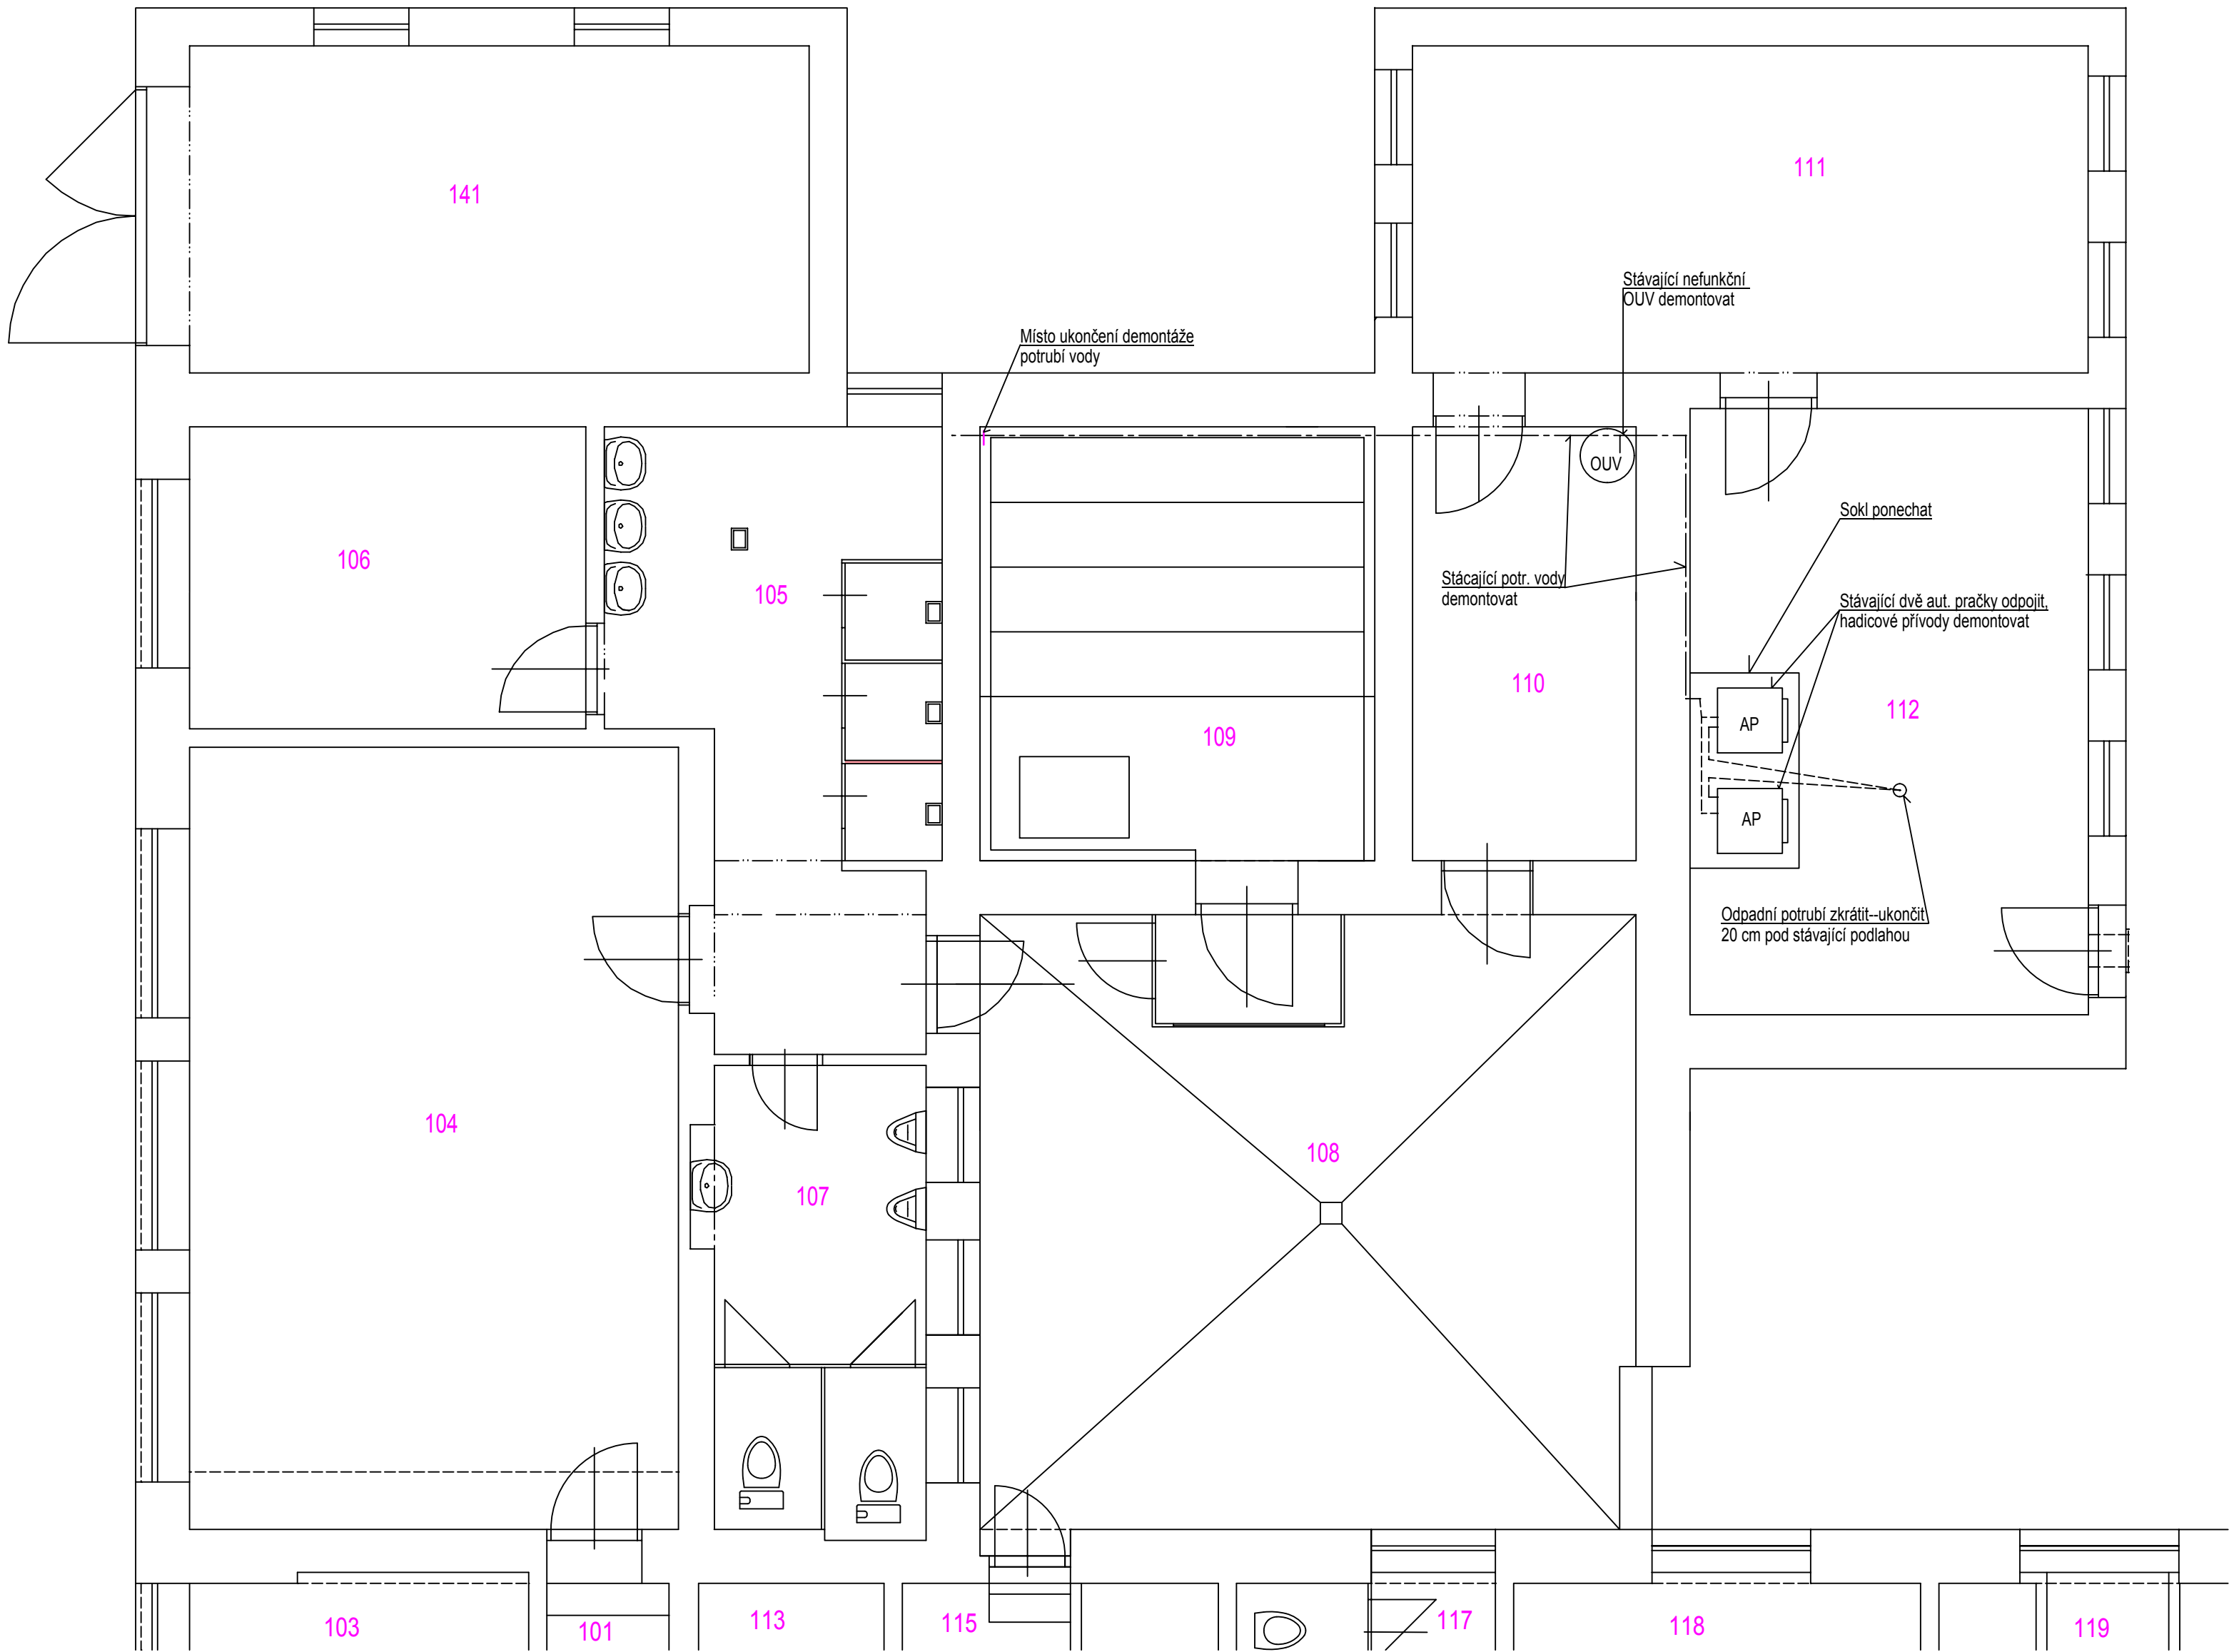 111
141
Stávající nefunkční
OUV demontovat
Místo ukončení demontáže
potrubí vody
OUV
Sokl ponechat
106
105
Stácající potr. vody
demontovat
Stávající dvě aut. pračky odpojit,
hadicové přívody demontovat
110
112
AP
109
AP
Odpadní potrubí zkrátit--ukončit
20 cm pod stávající podlahou
104
108
107
103
101
113
115
117
118
119